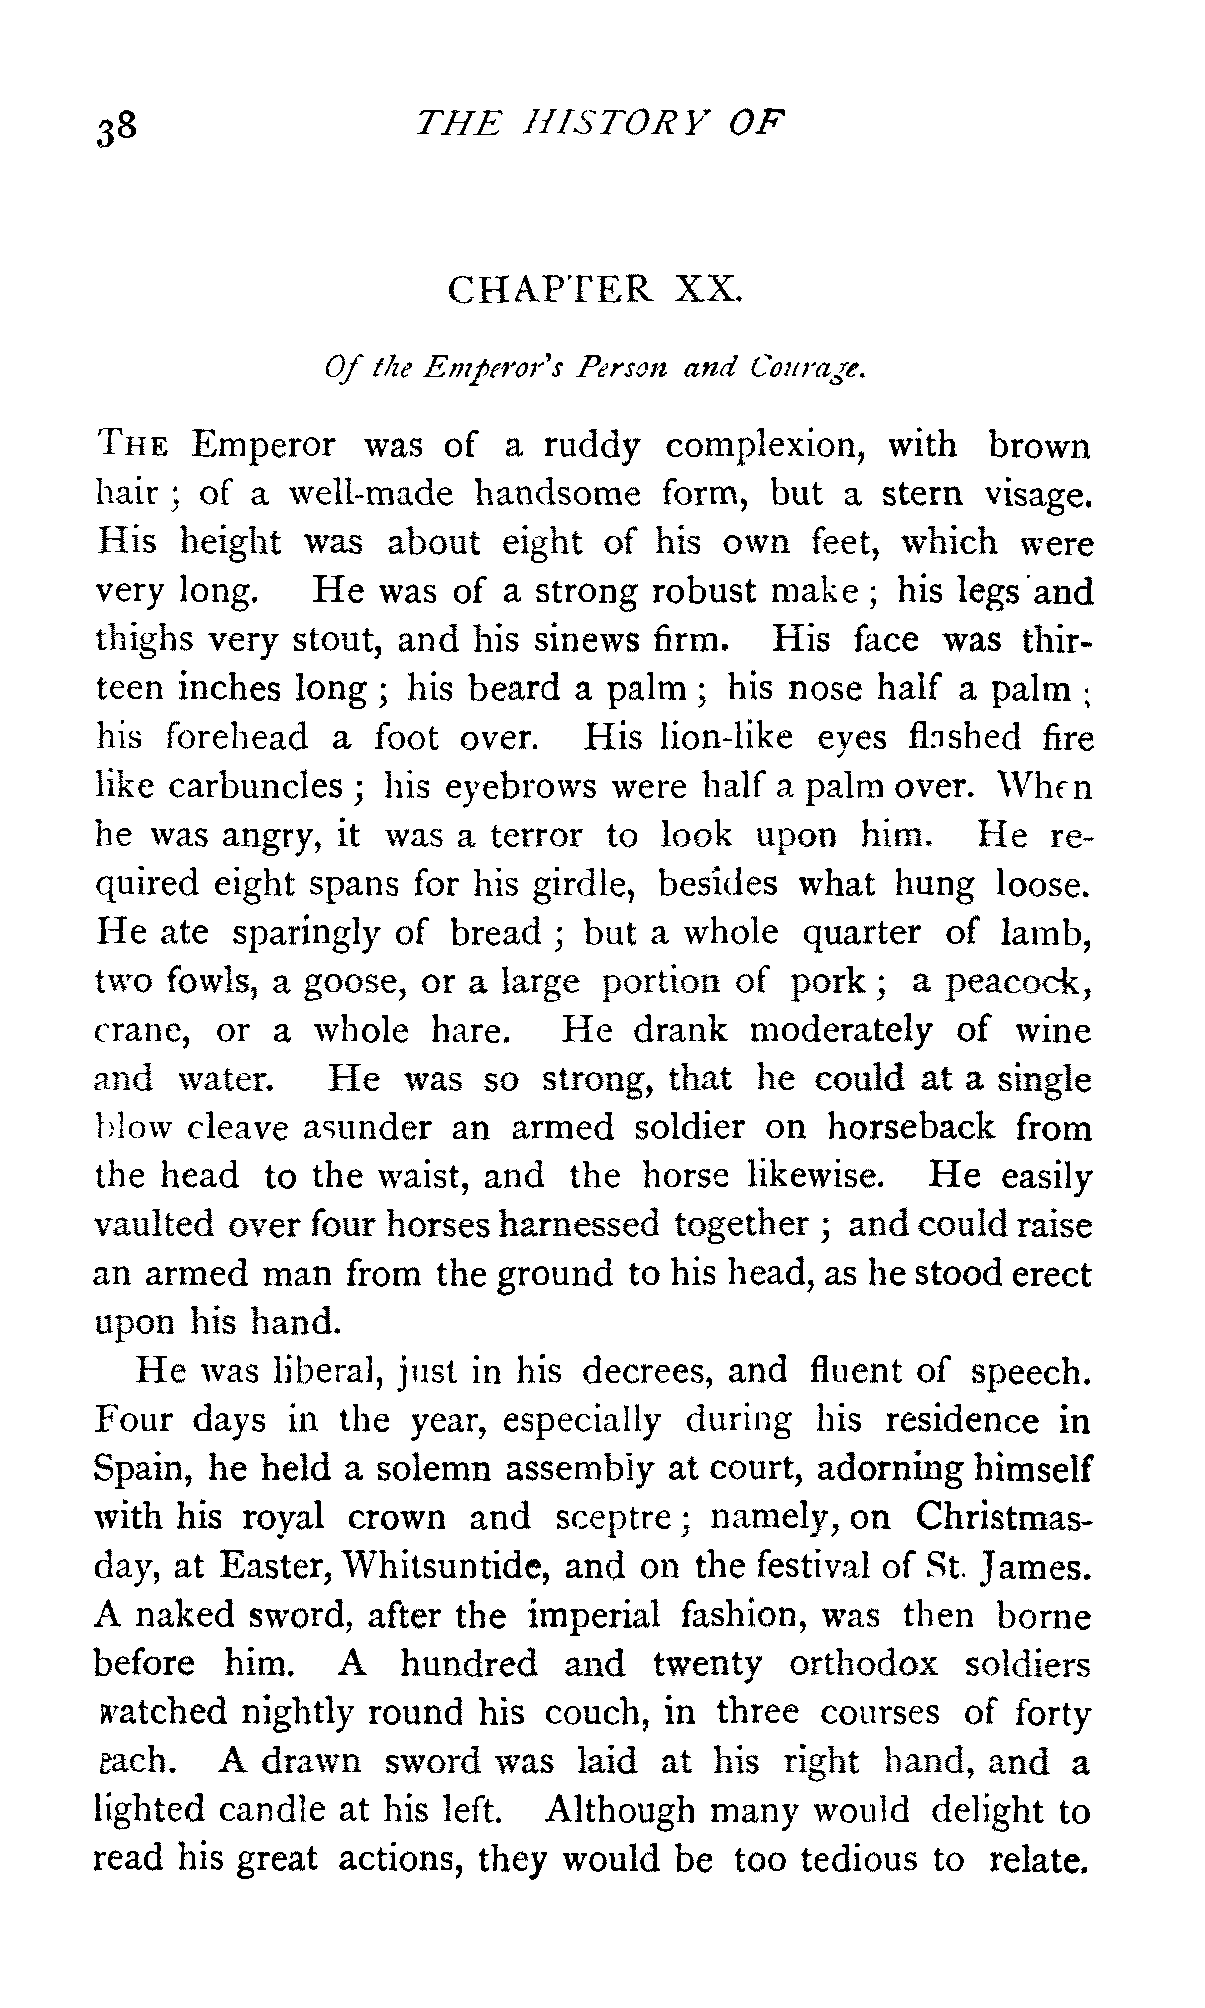 38 THE HISTORY OF
CHAPTER XX.
Of the Emperor's Person and Courage.
THE Emperor was of a ruddy complexion, with brown
hair ; of a well-made handsome form, but a stern visage.
His height was about eight of his own feet, which were
very long. He was of a strong robust make ; his legs and
thighs very stout, and his sinews firm. His face was thir-
teen inches long ; his beard a palm ; his nose half a palm ;
his forehead a foot over. His lion-like eyes flashed fire
like carbuncles ; his eyebrows were half a palm over. When
he was angry, it was a terror to look upon him. He re-
quired eight spans for his girdle, besides what hung loose.
He ate sparingly of bread ; but a whole quarter of lamb,
two fowls, a goose, or a large portion of pork ; a peacock,
crane, or a whole hare. He drank moderately of wine
and water. He was so strong, that he could at a single
blow cleave asunder an armed soldier on horseback from
the head to the waist, and the horse likewise. He easily
vaulted over four horses harnessed together ; and could raise
an armed man from the ground to his head, as he stood erect
upon his hand.
He was liberal, just in his decrees, and fluent of speech.
Four days in the year, especially during his residence in
Spain, he held a solemn assembly at court, adorning himself
with his royal crown and sceptre ; namely, on Christmas-
day, at Easter, Whitsuntide, and on the festival of St. James.
A naked sword, after the imperial fashion, was then borne
before him. A hundred and twenty orthodox soldiers
watched nightly round his couch, in three courses of forty
each. A drawn sword was laid at his right hand, and a
lighted candle at his left. Although many would delight to
read his great actions, they would be too tedious to relate.